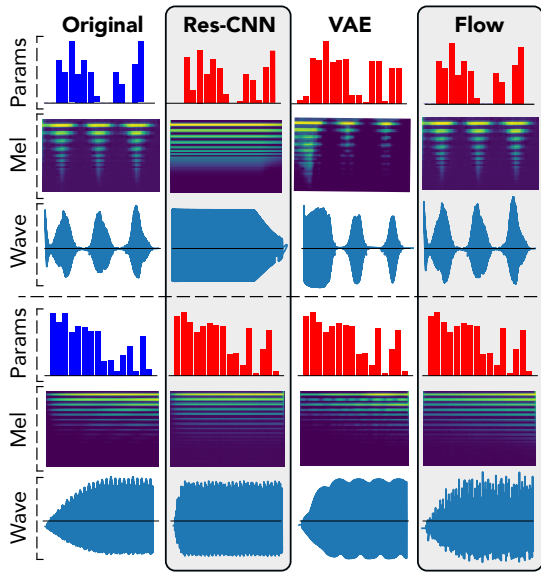 Original Res-CNN VAE Flow
Params
Mel
Wave
Params
Mel
Wave